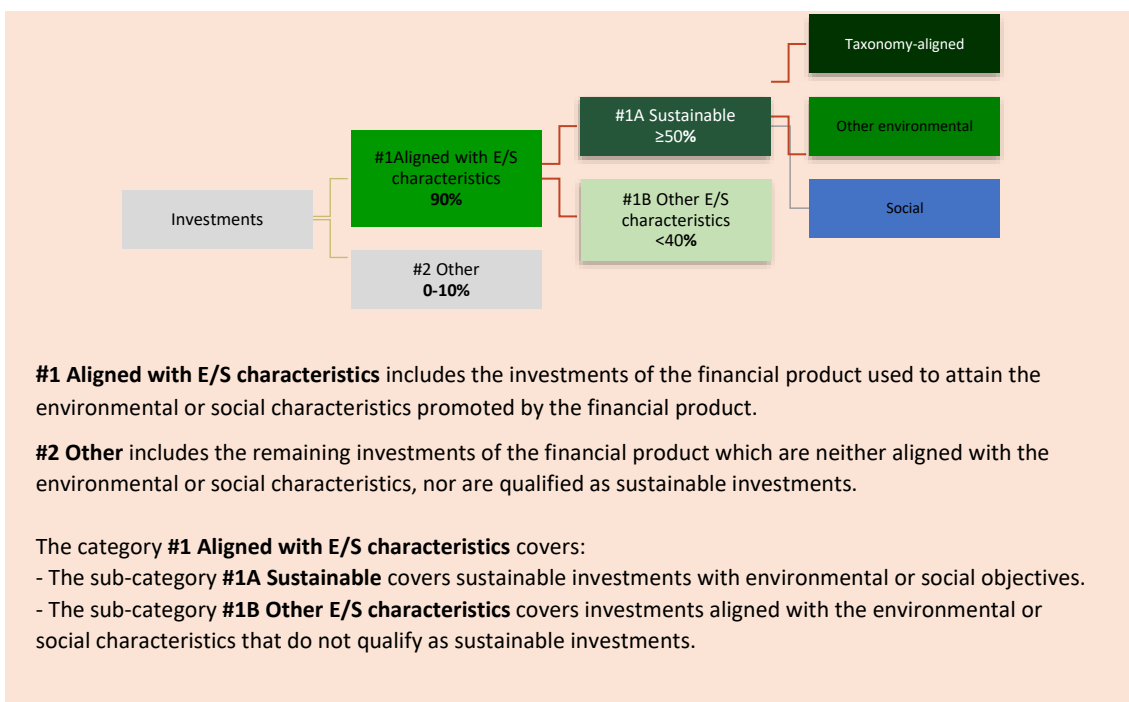 Taxonomy-aligned
#1A Sustainable
≥50%
Other environmental
#1Aligned with E/S
characteristics
90%
#1B Other E/S
characteristics
<40%
Social
Investments
#2 Other
0-10%
#1 Aligned with E/S characteristics includes the investments of the financial product used to attain the
environmental or social characteristics promoted by the financial product.
#2 Other includes the remaining investments of the financial product which are neither aligned with the
environmental or social characteristics, nor are qualified as sustainable investments.
The category #1 Aligned with E/S characteristics covers:
- The sub-category #1A Sustainable covers sustainable investments with environmental or social objectives.
- The sub-category #1B Other E/S characteristics covers investments aligned with the environmental or
social characteristics that do not qualify as sustainable investments.